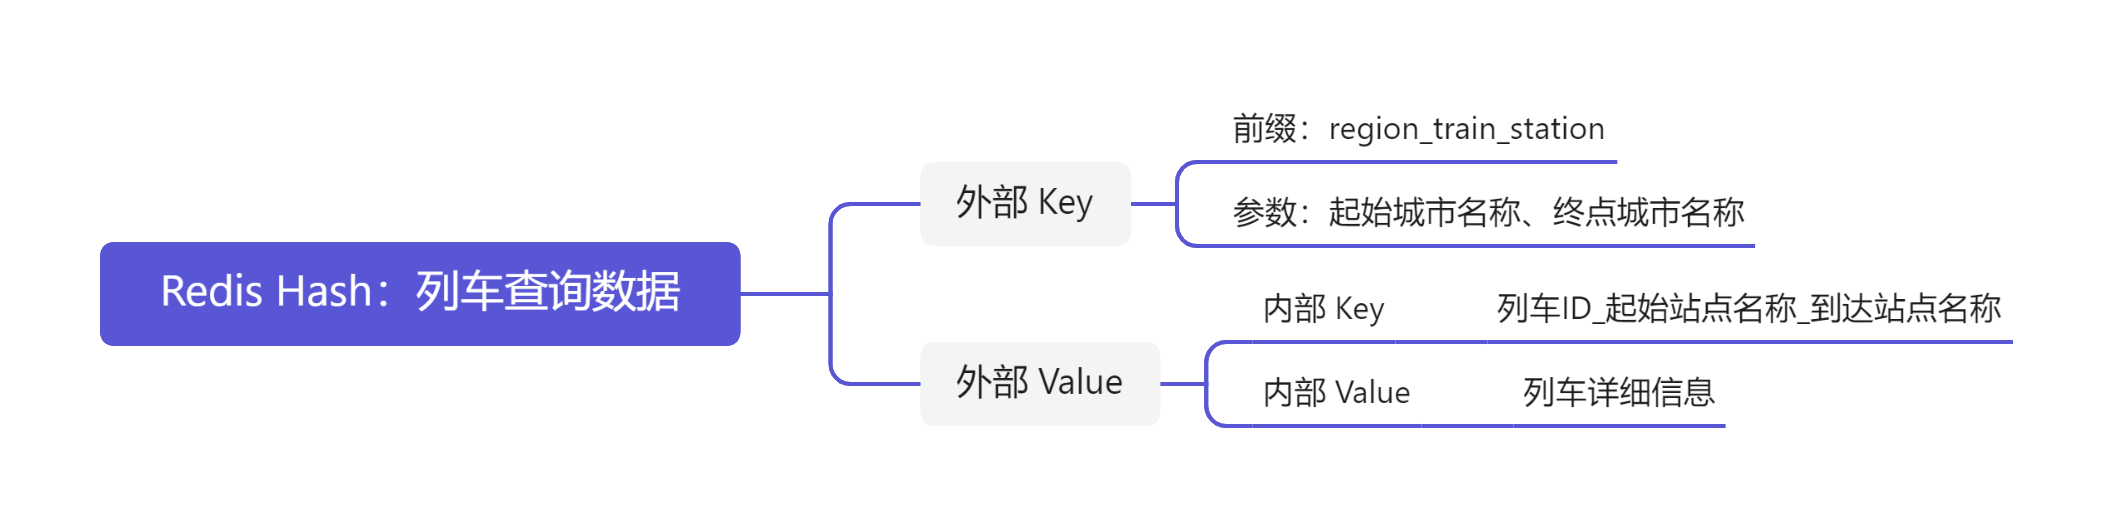 Redis Hash：列车查询数据
外部 Key
前缀：region_train_station
参数：起始城市名称、终点城市名称
外部 Value
内部 Key
列车ID_起始站点名称_到达站点名称
内部 Value
列车详细信息